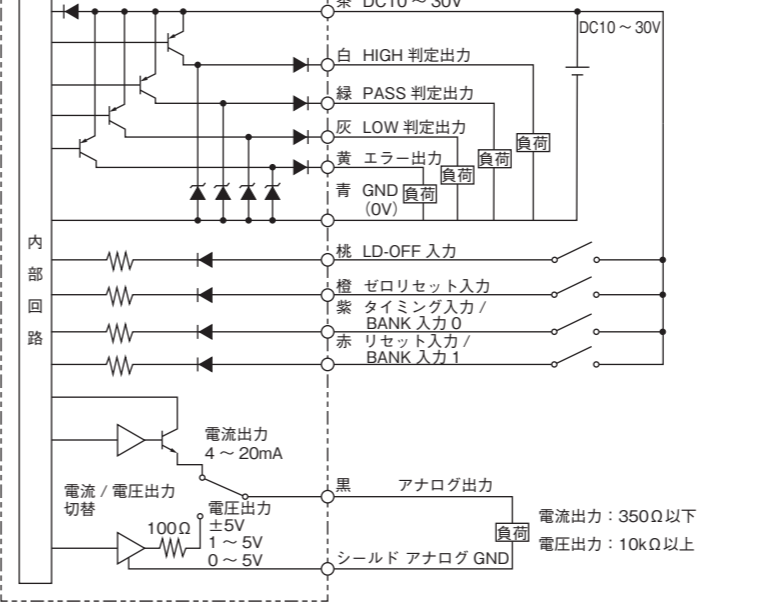 茶 DC10 ~ 30V
DC10 ~ 30V
白 HIGH 判定出力
緑 PASS 判定出力
灰 LOW 判定出力
黄 エラー出力
負荷
負荷
負荷
負荷
青 GND
(0V)
内部回路
桃 LD-OFF 入力
橙 ゼロリセット入力
紫 タイミング入力 /
BANK 入力 0
赤 リセット入力 /
BANK 入力 1
電流出力
4 ~ 20mA
電流 / 電圧出力
切替
黒 アナログ出力
電圧出力
±5V
1 ~ 5V
0 ~ 5V
100Ω
負荷
電流出力：350Ω以下
電圧出力：10kΩ以上
シールド アナログ GND